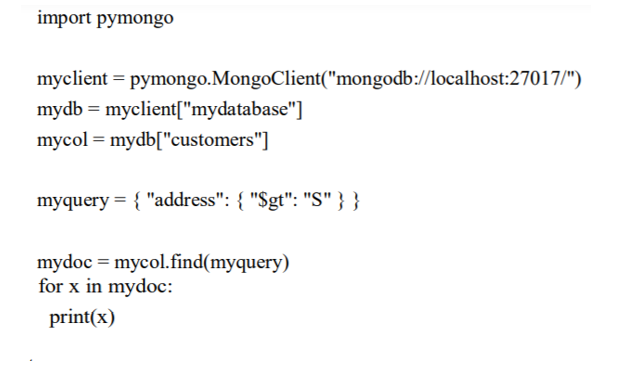 import pymongo
myclient = pymongo.MongoClient("mongodb://localhost:27017/")
mydb = myclient["mydatabase"]
mycol = mydb["customers"]
myquery = { "address": { "$gt": "S" } }
mydoc = mycol.find(myquery)
for x in mydoc:
  print(x)
.